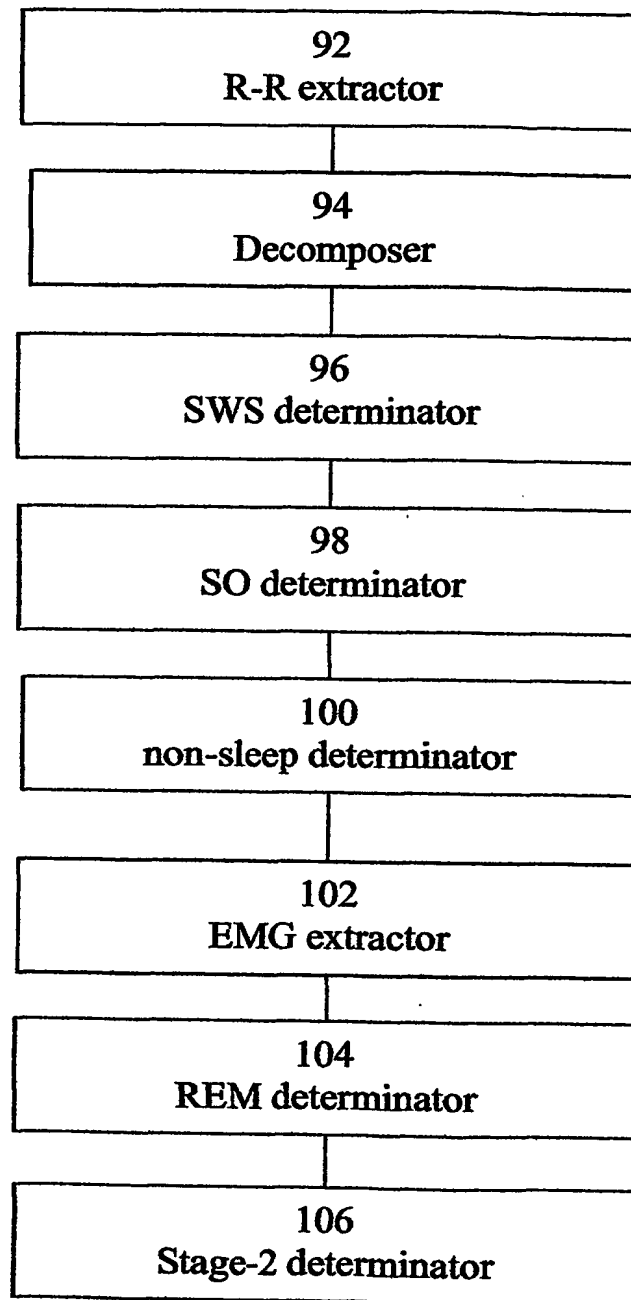 92
R-R extractor
94
Decomposer
96
SWS determinator
98
SO determinator
100
non-sleep determinator
102
EMG extractor
104
REM determinator
106
Stage-2 determinator